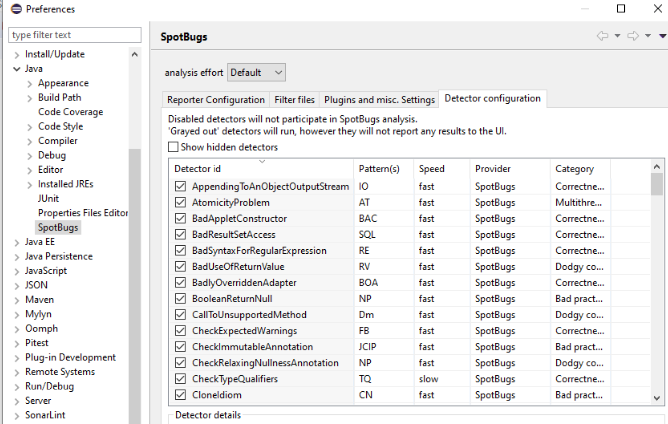 Preferences
type filter text
SpotBugs
Install/Update
Java
Appearance
Build Path
Code Coverage
Code Style
Compiler
Debug
Editor
Installed JREs
JUnit
Properties Files Editor
SpotBugs
Java EE
Java Persistence
JavaScript
JSON
Maven
Mylyn
Oomph
Pitest
Plug-in Development
Remote Systems
Run/Debug
Server
SonarLint
analysis effort Default
Reporter Configuration Filter files Plugins and misc. Settings Detector configuration
Disabled detectors will not participate in SpotBugs analysis.
'Grayed out' detectors will run, however they will not report any results to the UI.
Show hidden detectors
Detector id Pattern(s) Speed Provider Category
AppendingToAnObjectOutputStream IO fast SpotBugs Correctne...
AtomicityProblem AT fast SpotBugs Multithre...
BadAppletConstructor BAC fast SpotBugs Correctne...
BadResultSetAccess SQL fast SpotBugs Correctne...
BadSyntaxForRegularExpression RE fast SpotBugs Correctne...
BadUseOfReturnValue RV fast SpotBugs Dodgy co...
BadlyOverriddenAdapter BOA fast SpotBugs Correctne...
BooleanReturnNull NP fast SpotBugs Bad pract...
CallToUnsupportedMethod Dm fast SpotBugs Dodgy co...
CheckExpectedWarnings FB fast SpotBugs Correctne...
CheckImmutableAnnotation JCIP fast SpotBugs Bad pract...
CheckRelaxingNullnessAnnotation NP fast SpotBugs Dodgy co...
CheckTypeQualifiers TQ slow SpotBugs Correctne...
CloneIdiom CN fast SpotBugs Bad pract...
Detector details